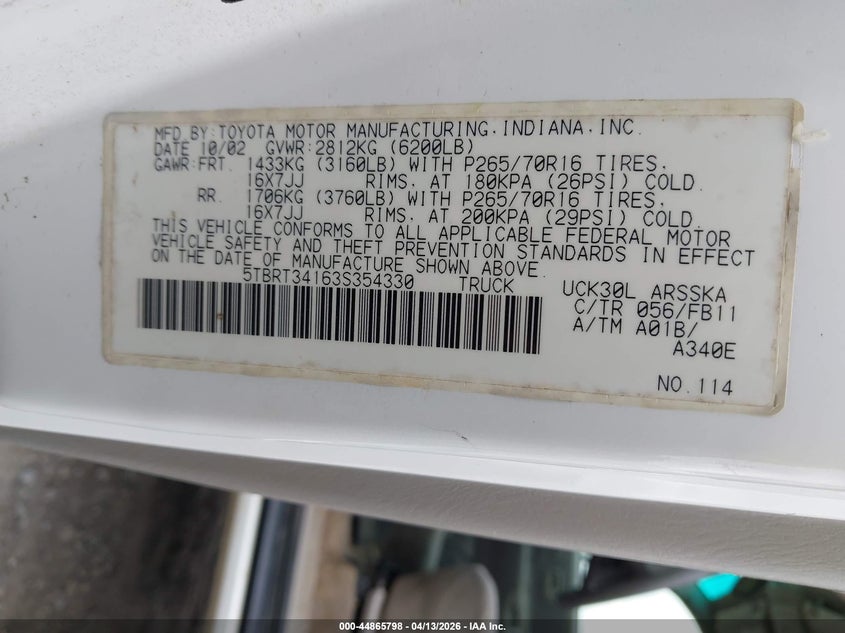 MFD.BY:TOYOTA MOTOR MANUFACTURING,INDIANA,INC.
DATE 10/02 GVWR:2812KG (6200LB)
GAWR:FRT. 1433KG (3160LB) WITH P265/70R16 TIRES,
16X7JJ RIMS, AT 180KPA (26PSI) COLD.
RR. 1706KG (3760LB) WITH P265/70R16 TIRES,
16X7JJ RIMS, AT 200KPA (29PSI) COLD.
THIS VEHICLE CONFORMS TO ALL APPLICABLE FEDERAL MOTOR
VEHICLE SAFETY AND THEFT PREVENTION STANDARDS IN EFFECT
ON THE DATE OF MANUFACTURE SHOWN ABOVE.
5TBRT34163S354330 TRUCK
UCK30L ARSSKA
C/TR 056/FB11
A/TM A01B/
A340E
NO.114
000-44865798 - 04/13/2026 - IAA Inc.